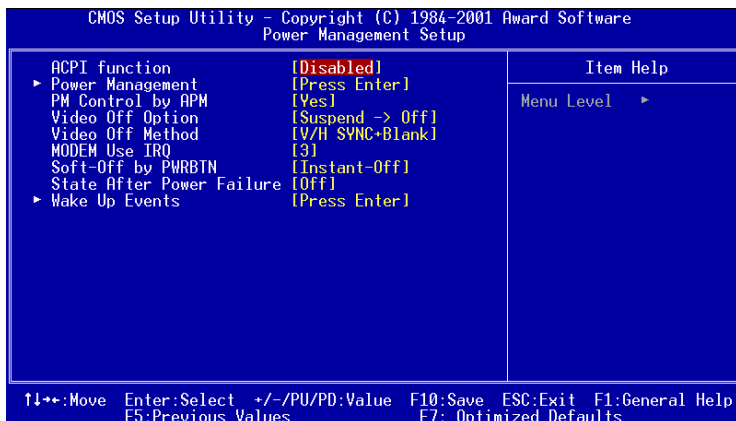 CMOS Setup Utility – Copyright (C) 1984-2001 Award Software
Power Management Setup
ACPI function [Disabled]
► Power Management [Press Enter]
PM Control by APM [Yes]
Video Off Option [Suspend -> Off]
Video Off Method [V/H SYNC+Blank]
MODEM Use IRQ [3]
Soft-Off by PWRBTN [Instant-Off]
State After Power Failure [Off]
► Wake Up Events [Press Enter]
Item Help
Menu Level ►
↑↓→←:Move Enter:Select +/-/PU/PD:Value F10:Save ESC:Exit F1:General Help
F5:Previous Values F7: Optimized Defaults